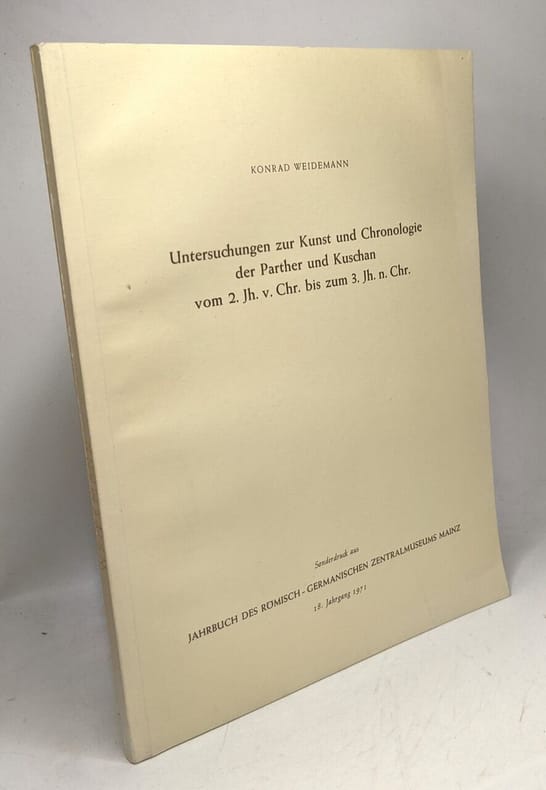 KONRAD WEIDEMANN
Untersuchungen zur Kunst und Chronologie
der Parther und Kuschan
vom 2. Jh. v. Chr. bis zum 3. Jh. n. Chr.
Sonderdruck aus
JAHRBUCH DES RÖMISCH-GERMANISCHEN ZENTRALMUSEUMS MAINZ
18. Jahrgang 1971